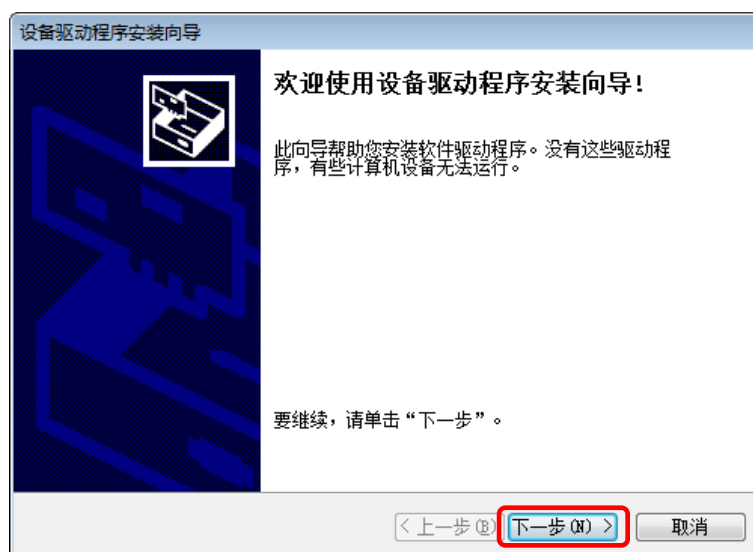 设备驱动程序安装向导
欢迎使用设备驱动程序安装向导!
此向导帮助您安装软件驱动程序。没有这些驱动程
序，有些计算机设备无法运行。
要继续，请单击“下一步”。
< 上一步(B) 下一步(N) > 取消